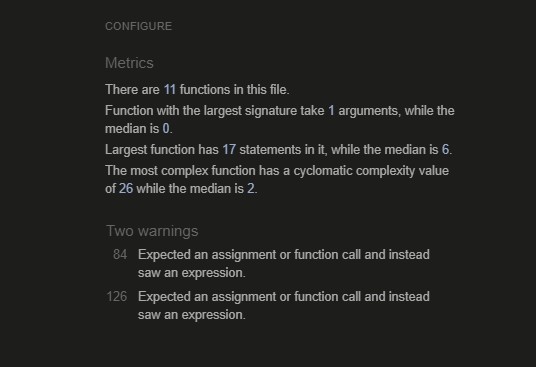 CONFIGURE
Metrics
There are 11 functions in this file.
Function with the largest signature take 1 arguments, while the
median is 0.
Largest function has 17 statements in it, while the median is 6.
The most complex function has a cyclomatic complexity value
of 26 while the median is 2.
Two warnings
84 Expected an assignment or function call and instead
saw an expression.
126 Expected an assignment or function call and instead
saw an expression.